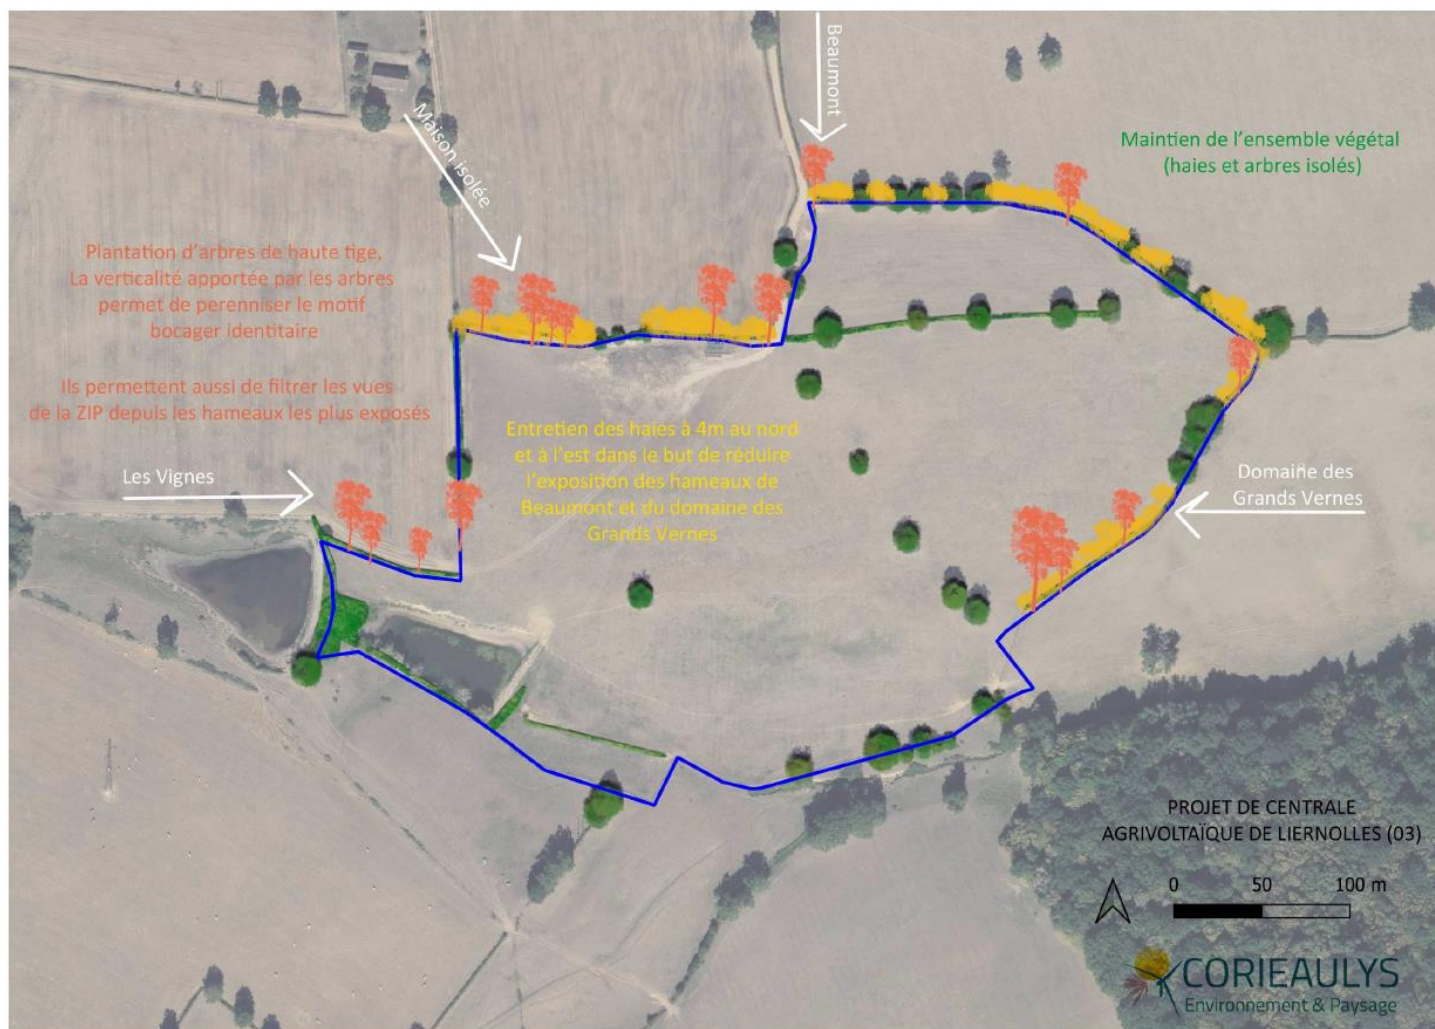 Beaumont
Maison isolée
Maintien de l'ensemble végétal
(haies et arbres isolés)
Plantation d'arbres de haute tige,
La verticalité apportée par les arbres
permet de perenniser le motif
bocager identitaire
Ils permettent aussi de filtrer les vues
de la ZIP depuis les hameaux les plus exposés
Entretien des haies à 4m au nord
et à l'est dans le but de réduire
l'exposition des hameaux de
Beaumont et du domaine des
Grands Vernes
Les Vignes
Domaine des
Grands Vernes
PROJET DE CENTRALE
AGRIVOLTAÏQUE DE LIERNOLLES (03)
0 50 100 m
CORIEAULYS
Environnement & Paysage